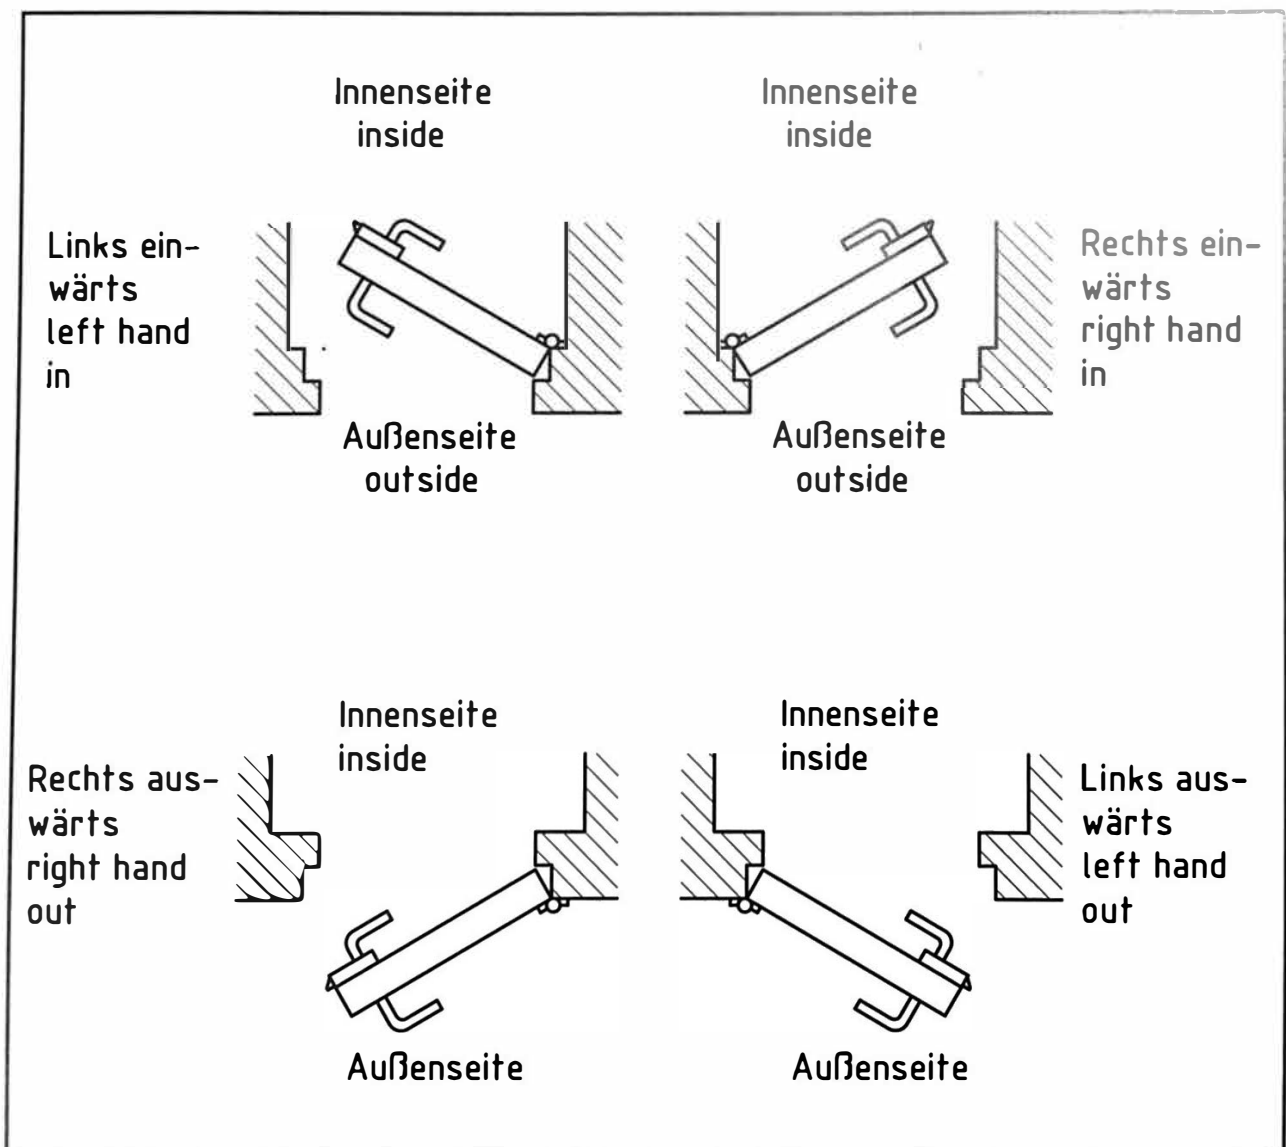 Innenseite
inside
Innenseite
inside
Links ein-
wärts
left hand
in
Rechts ein-
wärts
right hand
in
Außenseite
outside
Außenseite
outside
Innenseite
inside
Innenseite
inside
Rechts aus-
wärts
right hand
out
Links aus-
wärts
left hand
out
Außenseite
Außenseite